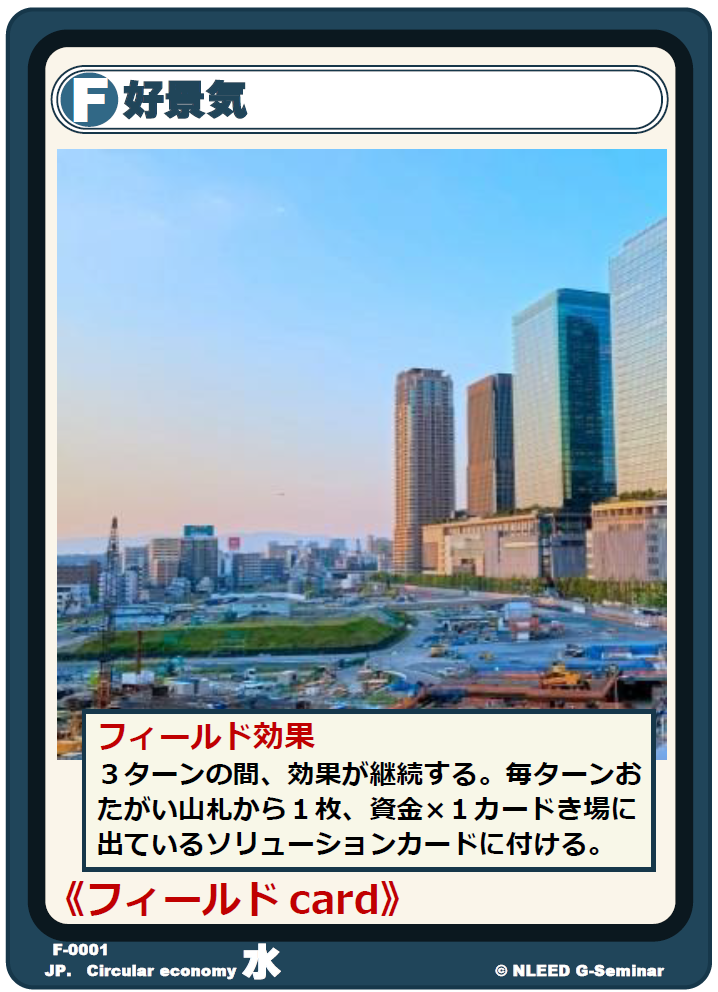 F 好景気
フィールド効果
３ターンの間、効果が継続する。毎ターンお
たがい山札から１枚、資金×１カードき場に
出ているソリューションカードに付ける。
《フィールド card》
F-0001
JP. Circular economy 水
© NLEED G-Seminar